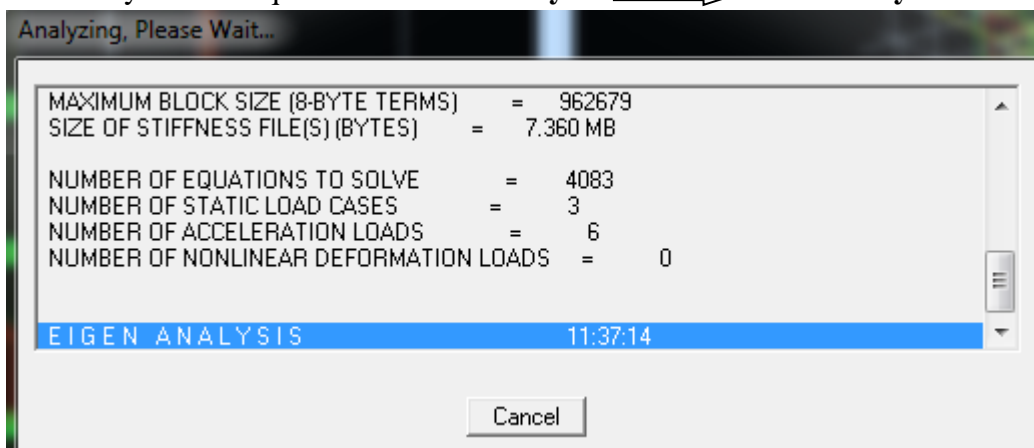 Analyzing, Please Wait...
MAXIMUM BLOCK SIZE (8-BYTE TERMS) = 962679
SIZE OF STIFFNESS FILE(S) (BYTES) = 7.360 MB
NUMBER OF EQUATIONS TO SOLVE = 4083
NUMBER OF STATIC LOAD CASES = 3
NUMBER OF ACCELERATION LOADS = 6
NUMBER OF NONLINEAR DEFORMATION LOADS = 0
E I G E N A N A L Y S I S 11:37:14
Cancel